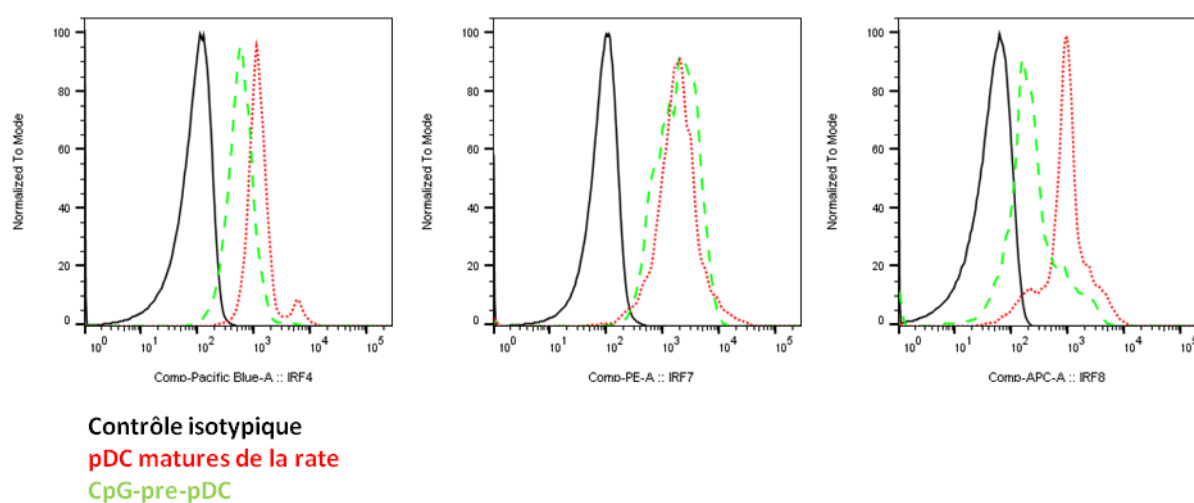 100
80
60
40
20
0
Normalized To Mode
10^0 10^1 10^2 10^3 10^4 10^5
Comp-Pacific Blue-A :: IRF4
100
80
60
40
20
0
Normalized To Mode
10^0 10^1 10^2 10^3 10^4 10^5
Comp-PE-A :: IRF7
100
80
60
40
20
0
Normalized To Mode
10^0 10^1 10^2 10^3 10^4 10^5
Comp-APC-A :: IRF8
Contrôle isotypique
pDC matures de la rate
CpG-pre-pDC